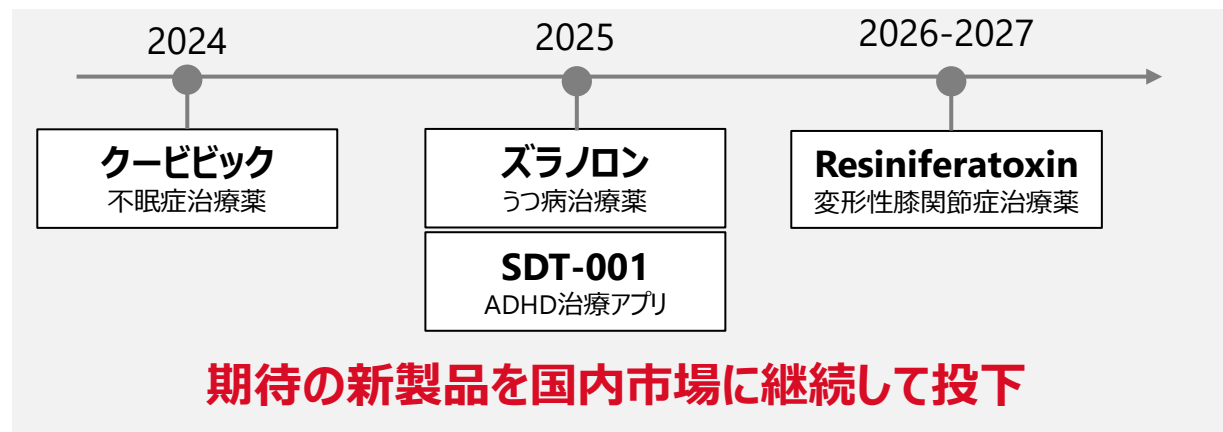 2024
2025
2026-2027
クービビック
不眠症治療薬
ズラノロン
うつ病治療薬
SDT-001
ADHD治療アプリ
Resiniferatoxin
変形性膝関節症治療薬
期待の新製品を国内市場に継続して投下